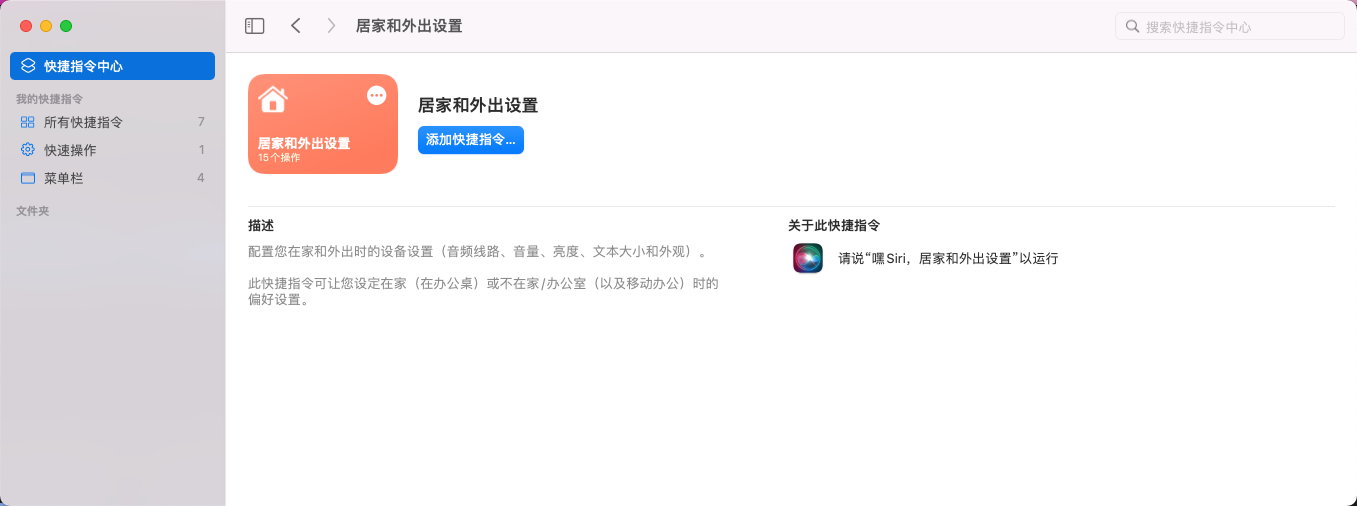 居家和外出设置
搜索快捷指令中心
快捷指令中心
我的快捷指令
所有快捷指令 7
快速操作 1
菜单栏 4
文件夹
居家和外出设置
15个操作
居家和外出设置
添加快捷指令...
描述
配置您在家和外出时的设备设置（音频线路、音量、亮度、文本大小和外观）。
此快捷指令可让您设定在家（在办公桌）或不在家/办公室（以及移动办公）时的
偏好设置。
关于此快捷指令
请说“嘿Siri，居家和外出设置”以运行